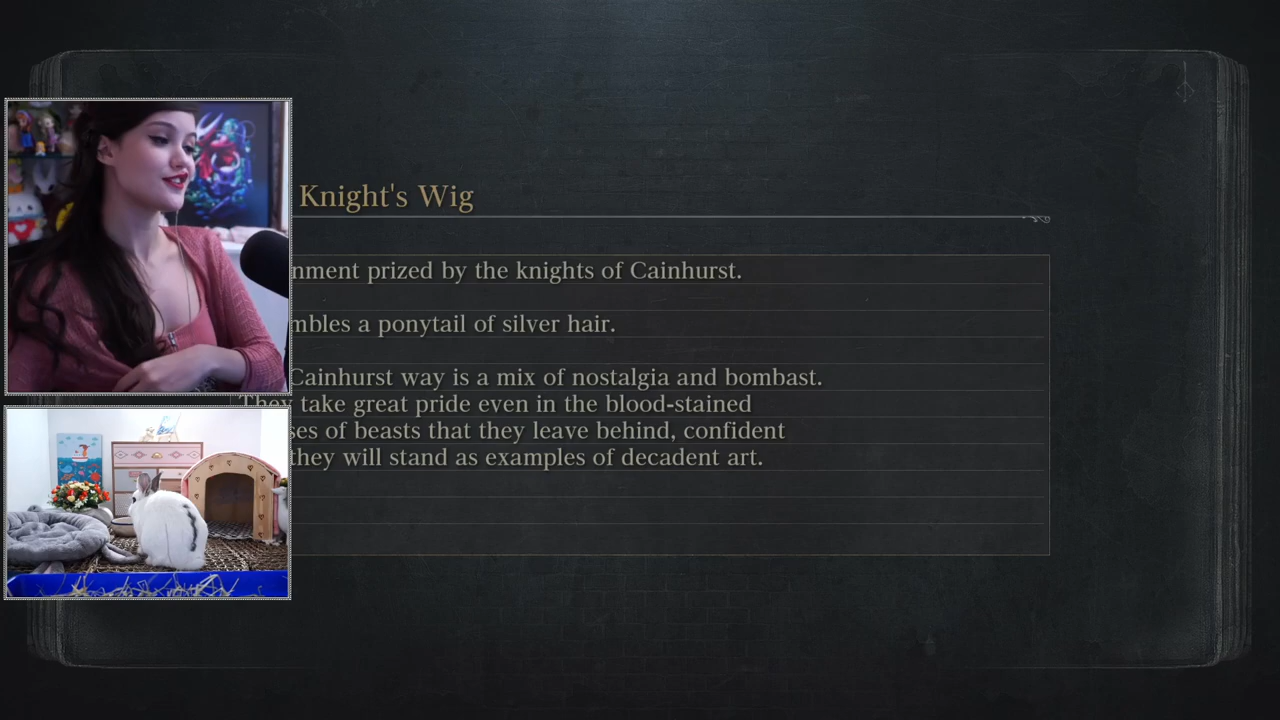 Knight's Wig
nment prized by the knights of Cainhurst.
mbles a ponytail of silver hair.
Cainhurst way is a mix of nostalgia and bombast.
They take great pride even in the blood-stained
ses of beasts that they leave behind, confident
they will stand as examples of decadent art.